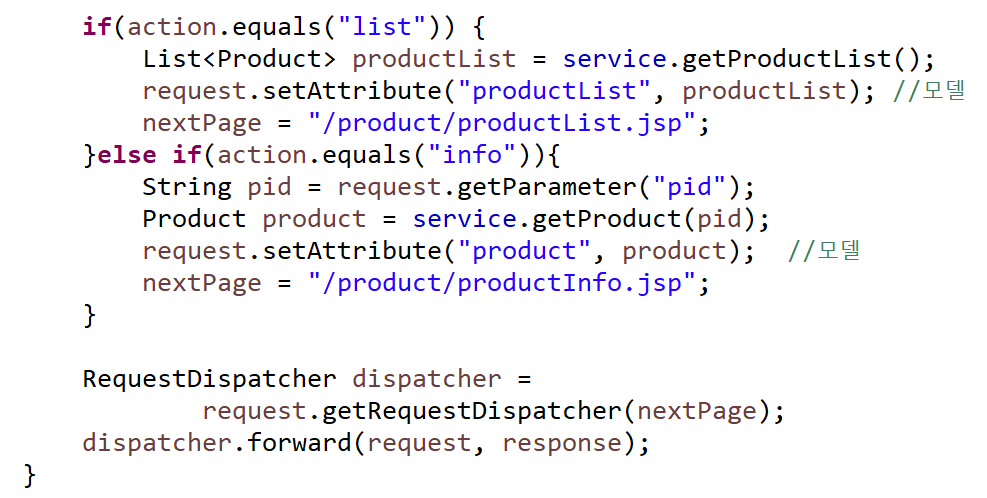 if(action.equals("list")) {
List<Product> productList = service.getProductList();
request.setAttribute("productList", productList); //모델
nextPage = "/product/productList.jsp";
}else if(action.equals("info")){
String pid = request.getParameter("pid");
Product product = service.getProduct(pid);
request.setAttribute("product", product);  //모델
nextPage = "/product/productInfo.jsp";
}
RequestDispatcher dispatcher =
request.getRequestDispatcher(nextPage);
dispatcher.forward(request, response);
}